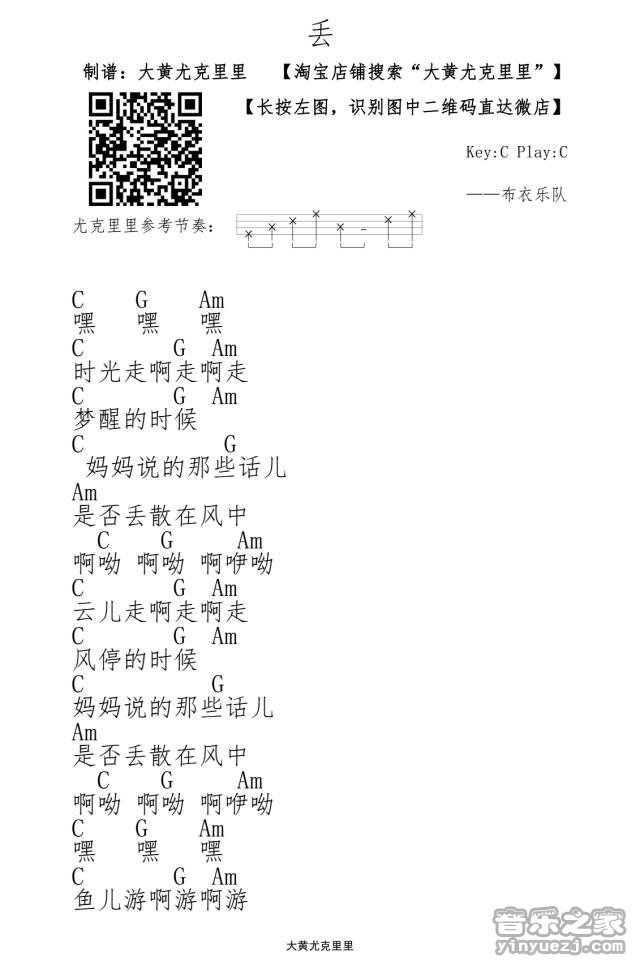 丢
制谱：大黄尤克里里 【淘宝店铺搜索“大黄尤克里里”】
【长按左图，识别图中二维码直达微店】
Key:C Play:C
——布衣乐队
尤克里里参考节奏：
C G Am
嘿 嘿 嘿
C G Am
时光走啊走啊走
C G Am
梦醒的时候
C G
妈妈说的那些话儿
Am
是否丢散在风中
C G Am
啊呦 啊呦 啊咿呦
C G Am
云儿走啊走啊走
C G Am
风停的时候
C G
妈妈说的那些话儿
Am
是否丢散在风中
C G Am
啊呦 啊呦 啊咿呦
C G Am
嘿 嘿 嘿
C G Am
鱼儿游啊游啊游
大黄尤克里里
音乐之家
yinyuezj.com